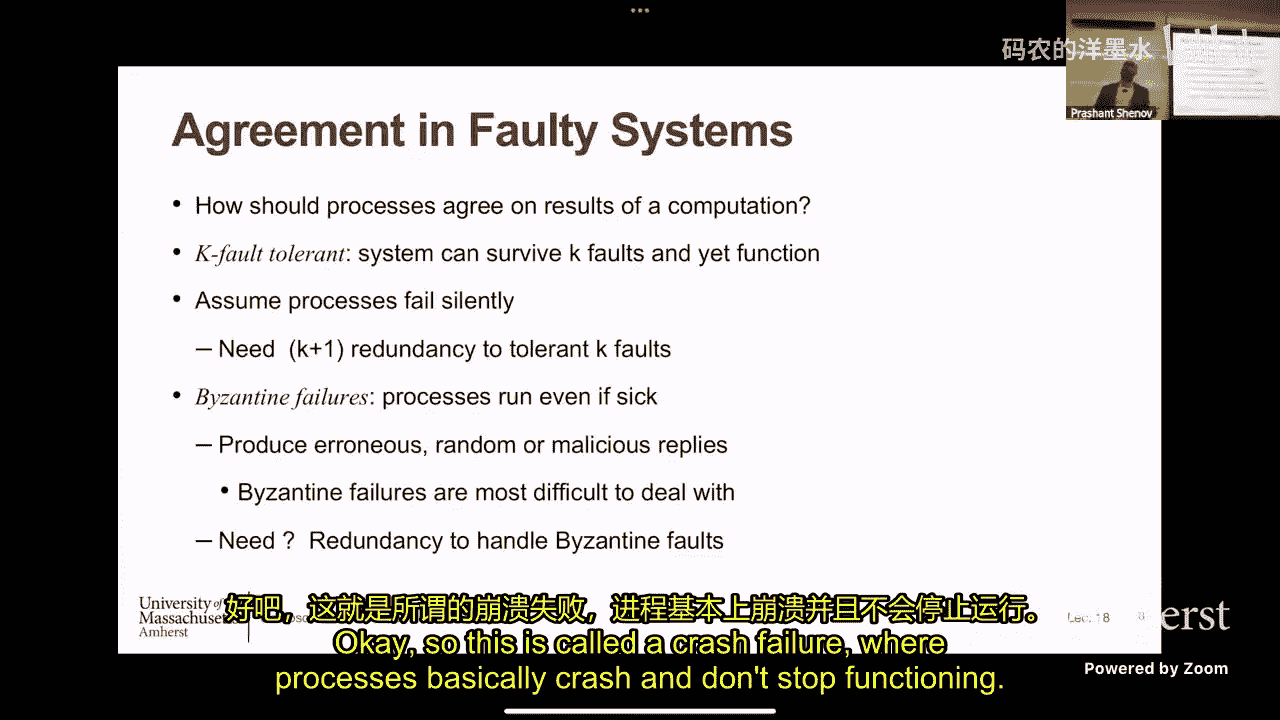 码农的洋墨水
Prashant Shenoy
Agreement in Faulty Systems
• How should processes agree on results of a computation?
• K-fault tolerant: system can survive k faults and yet function
• Assume processes fail silently
– Need (k+1) redundancy to tolerant k faults
• Byzantine failures: processes run even if sick
– Produce erroneous, random or malicious replies
• Byzantine failures are most difficult to deal with
– Need ? Redundancy to handle Byzantine faults
University of
Massachuse
Amherst
Lec. 18
8
erst
好吧，这就是所谓的崩溃失败，进程基本上崩溃并且不会停止运行。
Okay, so this is called a crash failure, where
processes basically crash and don't stop functioning.
Powered by Zoom